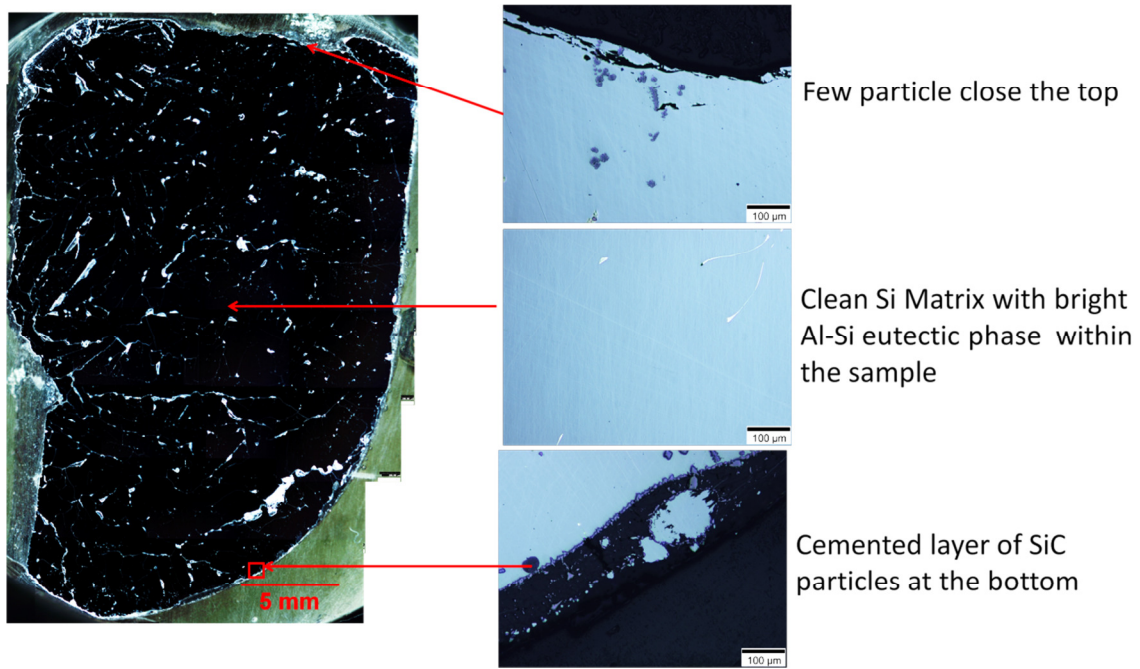 Few particle close the top
100 µm
Clean Si Matrix with bright
Al-Si eutectic phase within
the sample
100 µm
Cemented layer of SiC
particles at the bottom
5 mm
100 µm